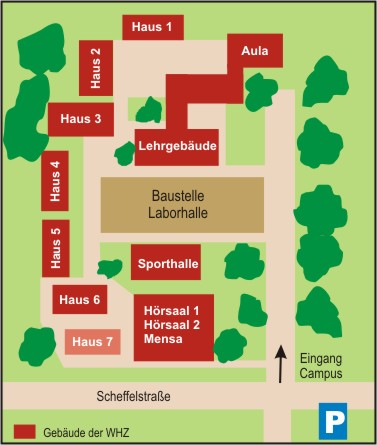 Haus 1
Haus 2
Aula
Haus 3
Lehrgebäude
Haus 4
Baustelle
Laborhalle
Haus 5
Sporthalle
Haus 6
Hörsaal 1
Hörsaal 2
Mensa
Haus 7
Eingang
Campus
Scheffelstraße
P
Gebäude der WHZ